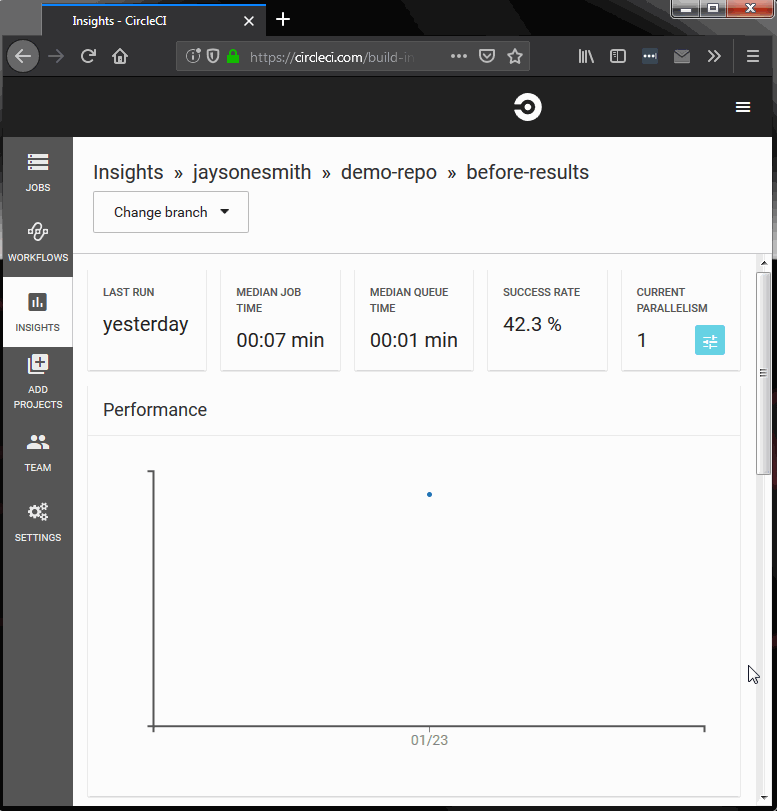 Insights - CircleCI
https://circleci.com/build-in
JOBS
WORKFLOWS
INSIGHTS
ADD
PROJECTS
TEAM
SETTINGS
Insights » jaysonesmith » demo-repo » before-results
Change branch
LAST RUN
yesterday
MEDIAN JOB
TIME
00:07 min
MEDIAN QUEUE
TIME
00:01 min
SUCCESS RATE
42.3 %
CURRENT
PARALLELISM
1
Performance
01/23